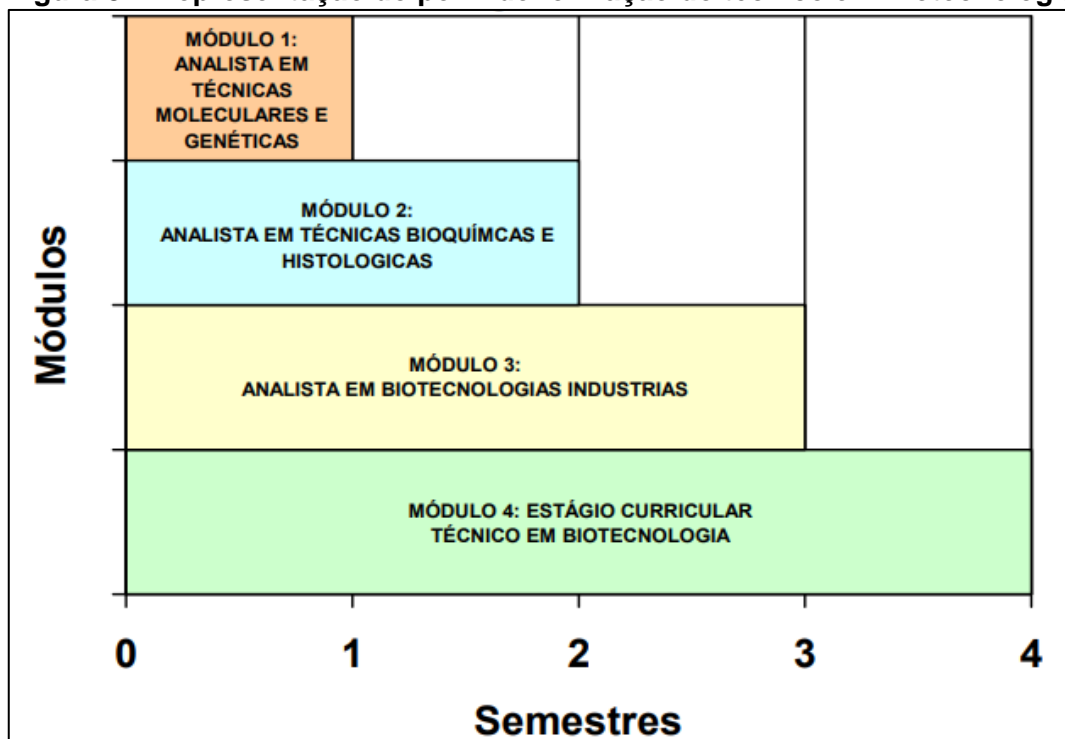 MÓDULO 1:
ANALISTA EM
TÉCNICAS
MOLECULARES E
GENÉTICAS
MÓDULO 2:
ANALISTA EM TÉCNICAS BIOQUÍMCAS E
HISTOLOGICAS
MÓDULO 3:
ANALISTA EM BIOTECNOLOGIAS INDUSTRIAS
MÓDULO 4: ESTÁGIO CURRICULAR
TÉCNICO EM BIOTECNOLOGIA
Módulos
0 1 2 3 4
Semestres